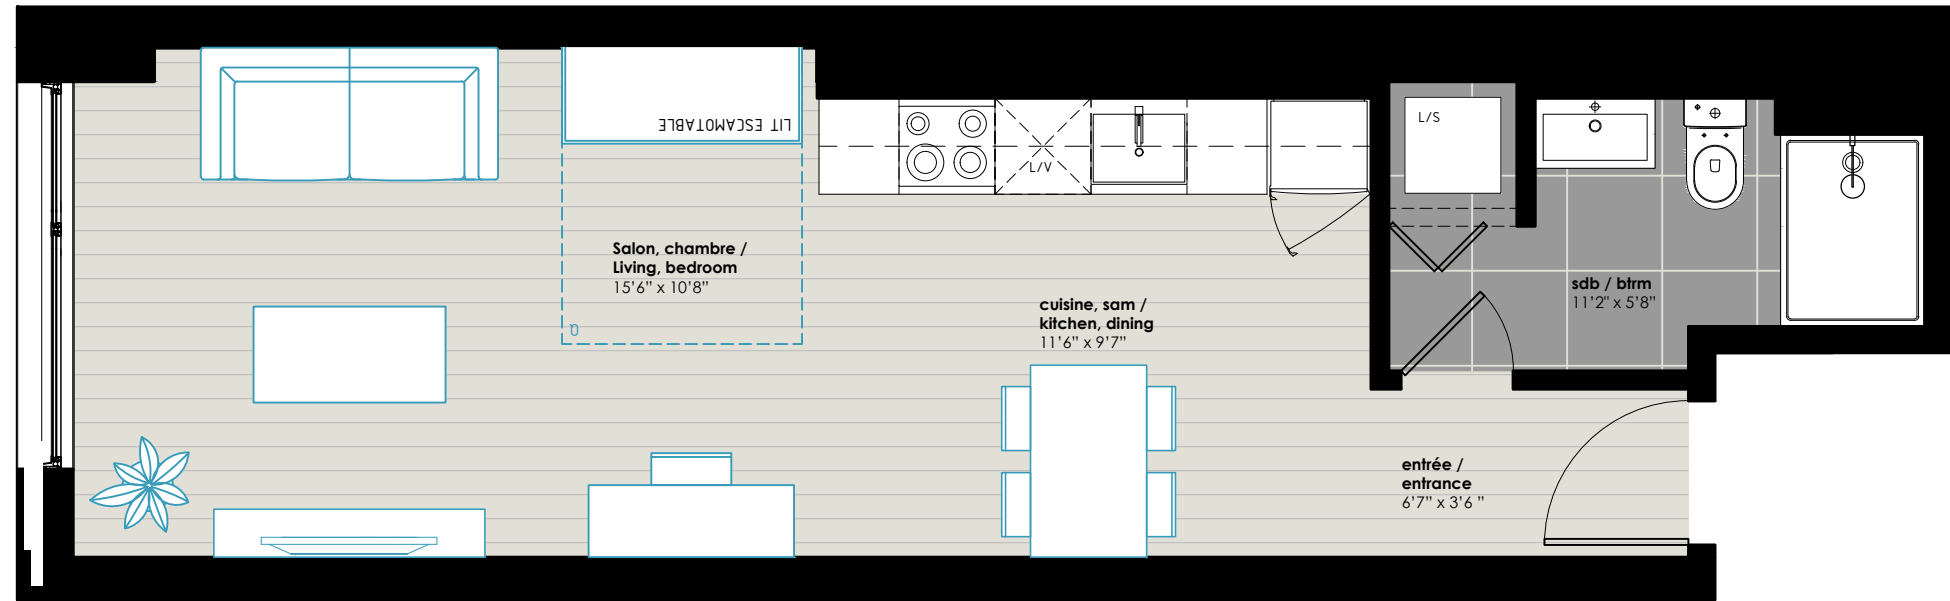 LIT ESCAMOTABLE
L/V
L/S
Salon, chambre /
Living, bedroom
15'6" x 10'8"
cuisine, sam /
kitchen, dining
11'6" x 9'7"
sdb / btrm
11'2" x 5'8"
entrée /
entrance
6'7" x 3'6 "